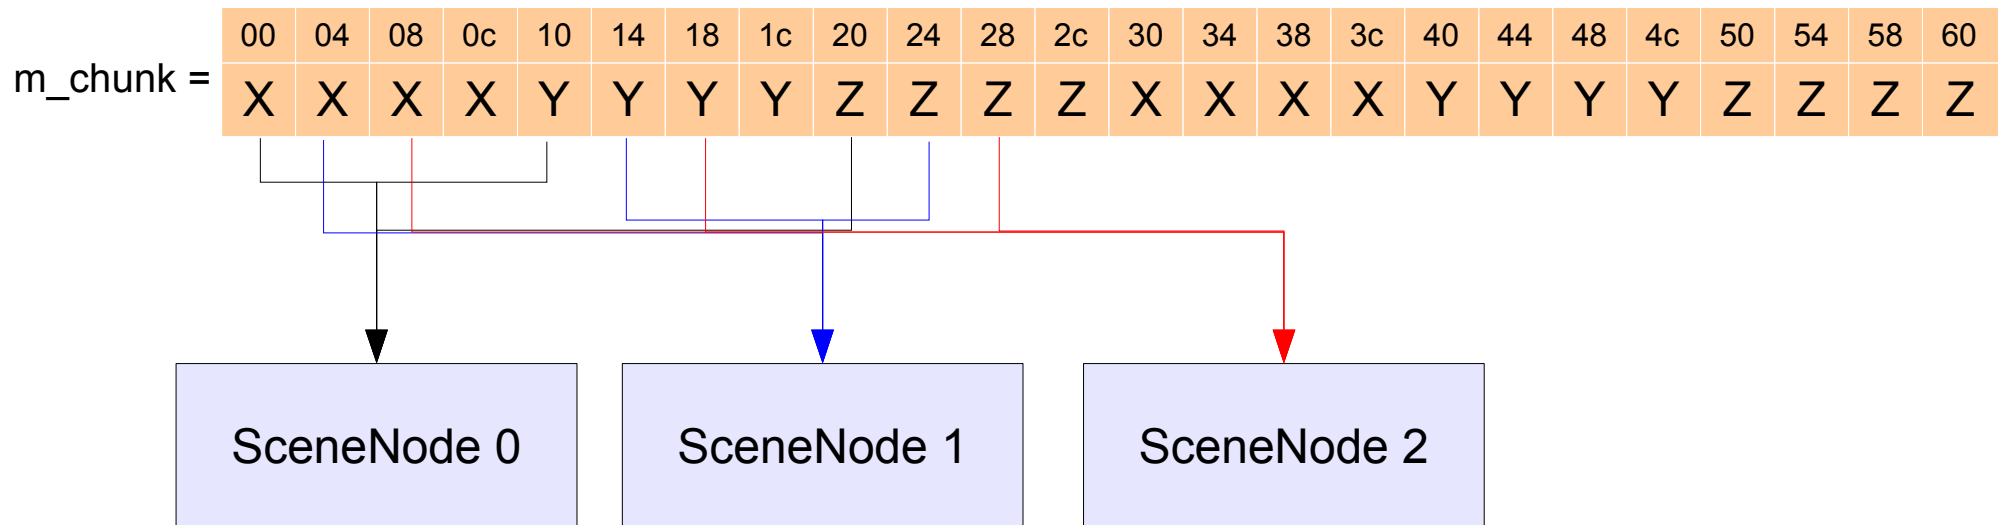 00 04 08 0c 10 14 18 1c 20 24 28 2c 30 34 38 3c 40 44 48 4c 50 54 58 60
m_chunk = X X X X Y Y Y Y Z Z Z Z X X X X Y Y Y Y Z Z Z Z
SceneNode 0 SceneNode 1 SceneNode 2